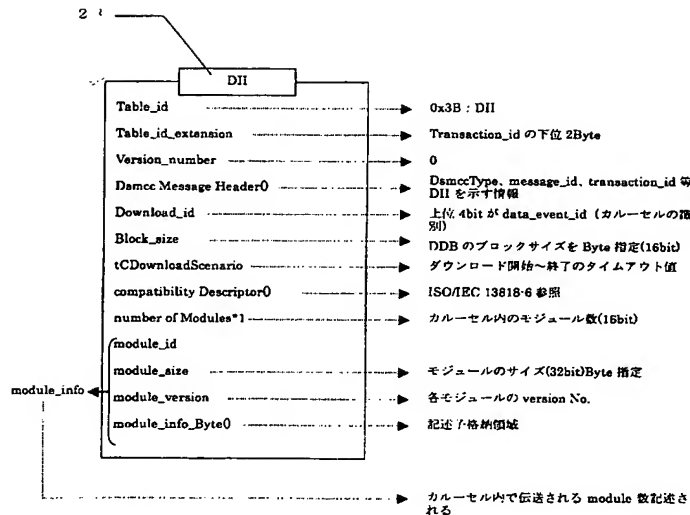 2 1
DII
Table_id 0x3B : DII
Table_id_extension Transaction_id の下位 2Byte
Version_number 0
Dsmcc Message Header() DsmccType、message_id、transaction_id 等
DII を示す情報
Download_id 上位 4bit が data_event_id（カルーセルの識
別）
Block_size DDB のブロックサイズを Byte 指定(16bit)
tCDownloadScenario ダウンロード開始～終了のタイムアウト値
compatibility Descriptor() ISO/IEC 13818-6 参照
number of Modules*1 カルーセル内のモジュール数(16bit)
module_id
module_size モジュールのサイズ(32bit)Byte 指定
module_info
module_version 各モジュールの version No.
module_info_Byte() 記述子格納領域
カルーセル内で伝送される module 数記述さ
れる